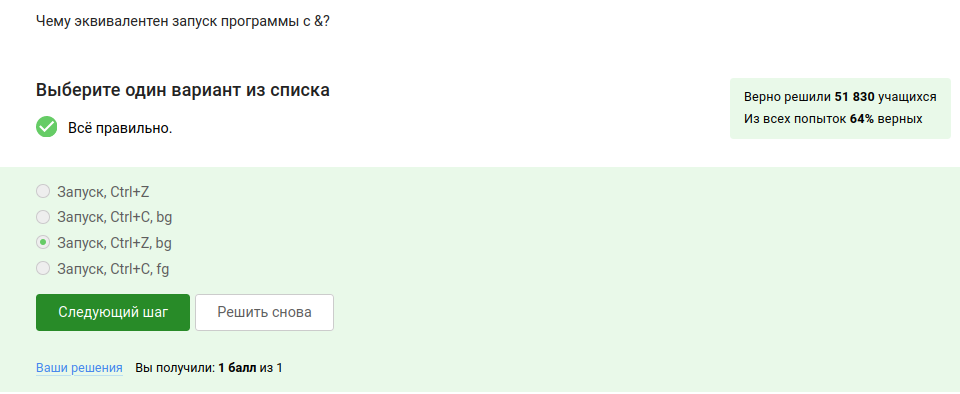 Чему эквивалентен запуск программы с &?
Выберите один вариант из списка
Всё правильно.
Верно решили 51 830 учащихся
Из всех попыток 64% верных
Запуск, Ctrl+Z
Запуск, Ctrl+C, bg
Запуск, Ctrl+Z, bg
Запуск, Ctrl+C, fg
Следующий шаг
Решить снова
Ваши решения
Вы получили: 1 балл из 1